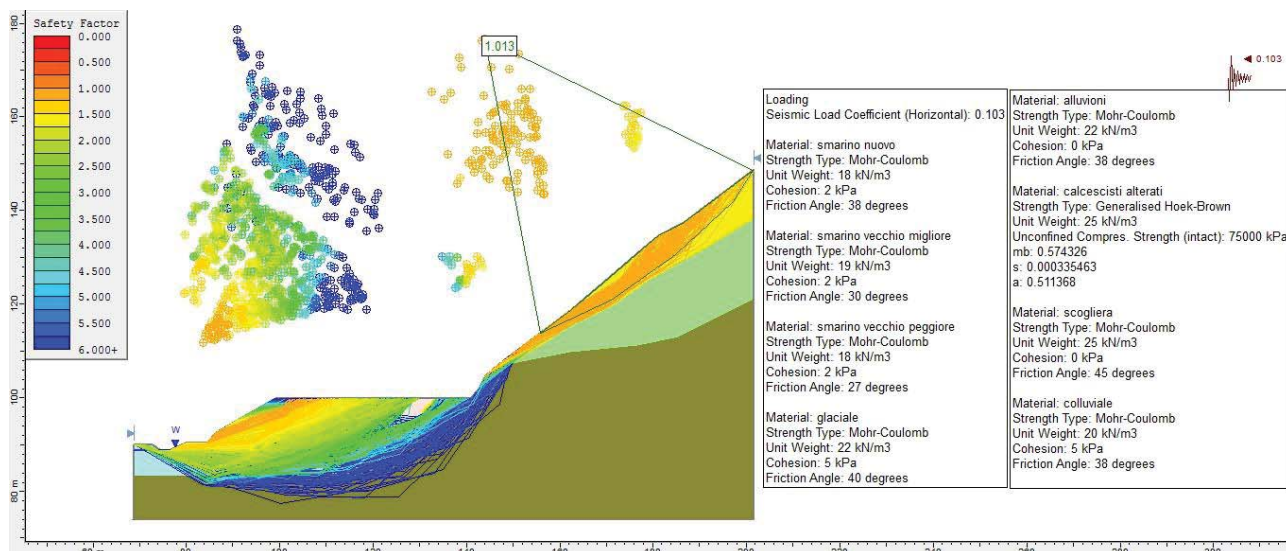 Safety Factor
0.000
0.500
1.000
1.500
2.000
2.500
3.000
3.500
4.000
4.500
5.000
5.500
6.000+
180
160
140
120
100
80 m
1.013
W
0.103
Loading
Seismic Load Coefficient (Horizontal): 0.103
Material: smarino nuovo
Strength Type: Mohr-Coulomb
Unit Weight: 18 kN/m3
Cohesion: 2 kPa
Friction Angle: 38 degrees
Material: smarino vecchio migliore
Strength Type: Mohr-Coulomb
Unit Weight: 19 kN/m3
Cohesion: 2 kPa
Friction Angle: 30 degrees
Material: smarino vecchio peggiore
Strength Type: Mohr-Coulomb
Unit Weight: 18 kN/m3
Cohesion: 2 kPa
Friction Angle: 27 degrees
Material: glaciale
Strength Type: Mohr-Coulomb
Unit Weight: 22 kN/m3
Cohesion: 5 kPa
Friction Angle: 40 degrees
Material: alluvioni
Strength Type: Mohr-Coulomb
Unit Weight: 22 kN/m3
Cohesion: 0 kPa
Friction Angle: 38 degrees
Material: calcescisti alterati
Strength Type: Generalised Hoek-Brown
Unit Weight: 25 kN/m3
Unconfined Compres. Strength (intact): 75000 kPa
mb: 0.574326
s: 0.000335463
a: 0.511368
Material: scogliera
Strength Type: Mohr-Coulomb
Unit Weight: 25 kN/m3
Cohesion: 0 kPa
Friction Angle: 45 degrees
Material: colluviale
Strength Type: Mohr-Coulomb
Unit Weight: 20 kN/m3
Cohesion: 5 kPa
Friction Angle: 38 degrees